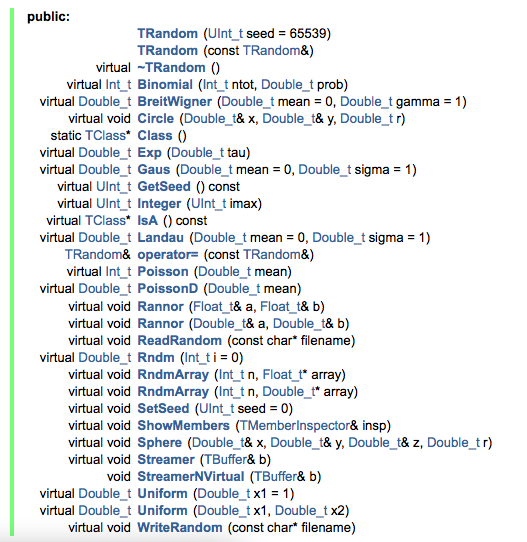 public:
TRandom (UInt_t seed = 65539)
TRandom (const TRandom&)
virtual ~TRandom ()
virtual Int_t Binomial (Int_t ntot, Double_t prob)
virtual Double_t BreitWigner (Double_t mean = 0, Double_t gamma = 1)
virtual void Circle (Double_t& x, Double_t& y, Double_t r)
static TClass* Class ()
virtual Double_t Exp (Double_t tau)
virtual Double_t Gaus (Double_t mean = 0, Double_t sigma = 1)
virtual UInt_t GetSeed () const
virtual UInt_t Integer (UInt_t imax)
virtual TClass* IsA () const
virtual Double_t Landau (Double_t mean = 0, Double_t sigma = 1)
TRandom& operator= (const TRandom&)
virtual Int_t Poisson (Double_t mean)
virtual Double_t PoissonD (Double_t mean)
virtual void Rannor (Float_t& a, Float_t& b)
virtual void Rannor (Double_t& a, Double_t& b)
virtual void ReadRandom (const char* filename)
virtual Double_t Rndm (Int_t i = 0)
virtual void RndmArray (Int_t n, Float_t* array)
virtual void RndmArray (Int_t n, Double_t* array)
virtual void SetSeed (UInt_t seed = 0)
virtual void ShowMembers (TMemberInspector& insp)
virtual void Sphere (Double_t& x, Double_t& y, Double_t& z, Double_t r)
virtual void Streamer (TBuffer& b)
void StreamerNVirtual (TBuffer& b)
virtual Double_t Uniform (Double_t x1 = 1)
virtual Double_t Uniform (Double_t x1, Double_t x2)
virtual void WriteRandom (const char* filename)